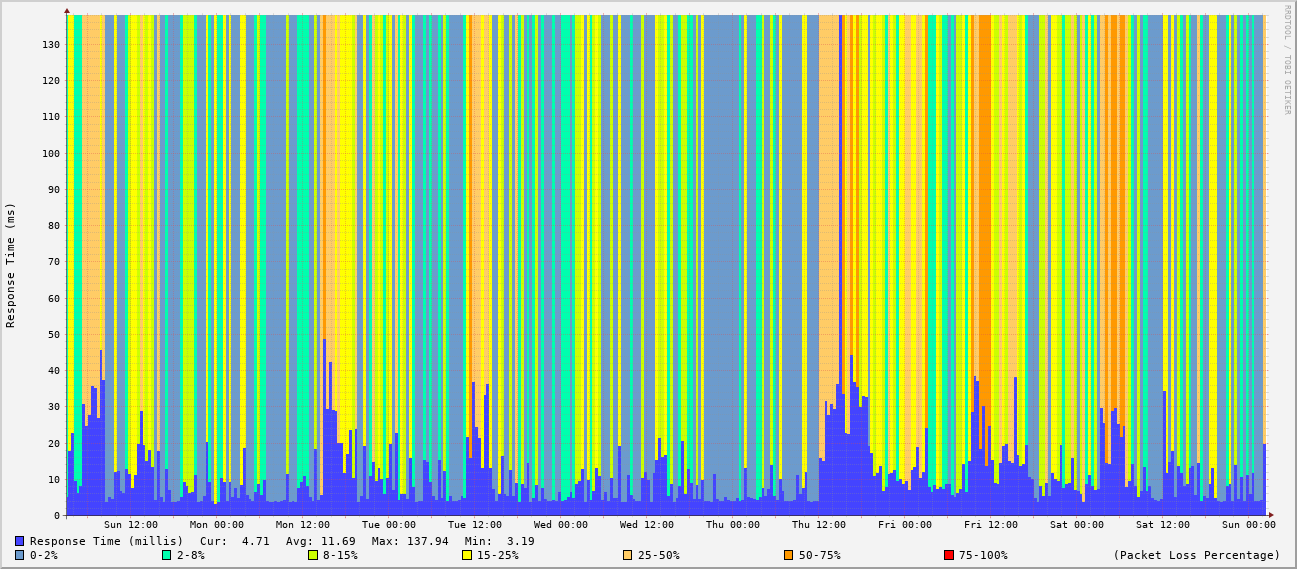 RRDTOOL / TOBI OETIKER
Response Time (ms)
130
120
110
100
90
80
70
60
50
40
30
20
10
0
Sun 12:00 Mon 00:00 Mon 12:00 Tue 00:00 Tue 12:00 Wed 00:00 Wed 12:00 Thu 00:00 Thu 12:00 Fri 00:00 Fri 12:00 Sat 00:00 Sat 12:00 Sun 00:00
Response Time (millis) Cur: 4.71 Avg: 11.69 Max: 137.94 Min: 3.19
0-2% 2-8% 8-15% 15-25% 25-50% 50-75% 75-100% (Packet Loss Percentage)